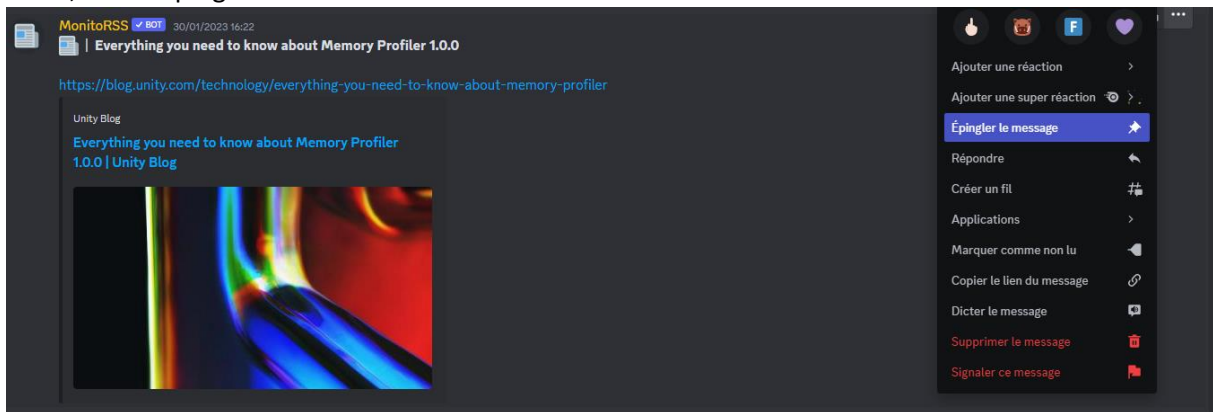 MonitoRSS BOT 30/01/2023 16:22
| Everything you need to know about Memory Profiler 1.0.0
https://blog.unity.com/technology/everything-you-need-to-know-about-memory-profiler
Unity Blog
Everything you need to know about Memory Profiler
1.0.0 | Unity Blog
F
Ajouter une réaction
Ajouter une super réaction
Épingler le message
Répondre
Créer un fil
Applications
Marquer comme non lu
Copier le lien du message
Dicter le message
Supprimer le message
Signaler ce message